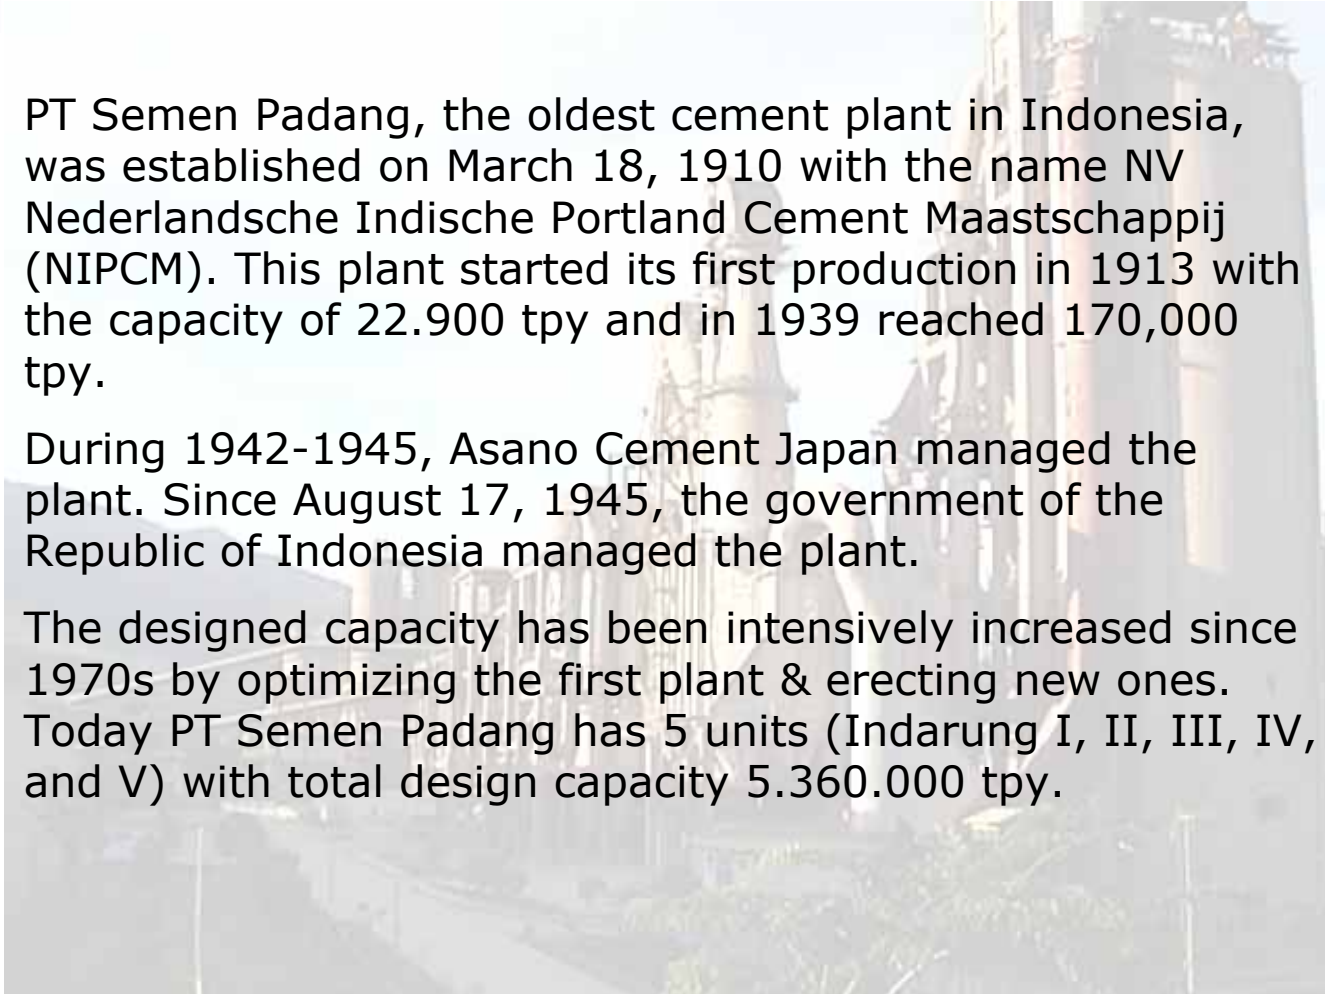 PT Semen Padang, the oldest cement plant in Indonesia,
was established on March 18, 1910 with the name NV
Nederlandsche Indische Portland Cement Maastschappij
(NIPCM). This plant started its first production in 1913 with
the capacity of 22.900 tpy and in 1939 reached 170,000
tpy.
During 1942-1945, Asano Cement Japan managed the
plant. Since August 17, 1945, the government of the
Republic of Indonesia managed the plant.
The designed capacity has been intensively increased since
1970s by optimizing the first plant & erecting new ones.
Today PT Semen Padang has 5 units (Indarung I, II, III, IV,
and V) with total design capacity 5.360.000 tpy.